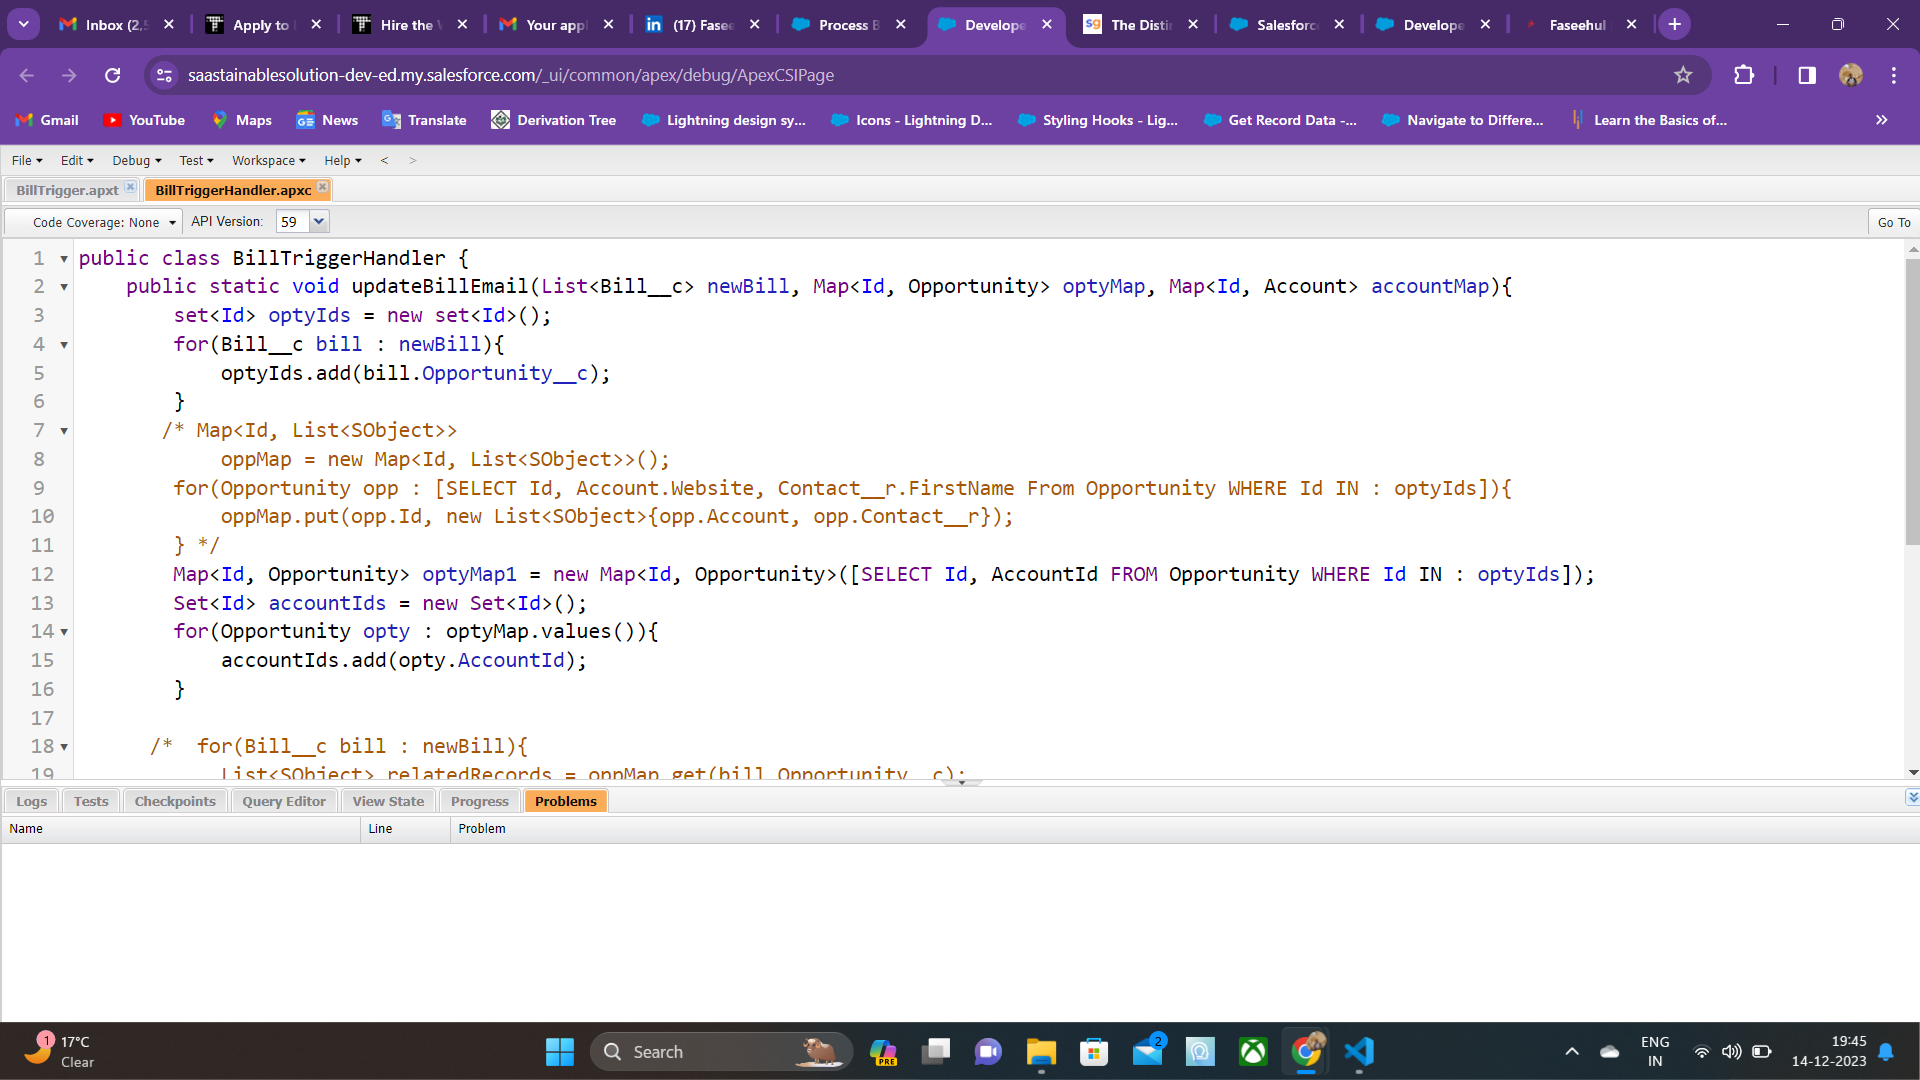 Inbox (2,5
Apply to
Hire the
Your app
(17) Fasee
Process B
Develope
The Disti
Salesforc
Develope
Faseehul
saastainablesolution-dev-ed.my.salesforce.com/_ui/common/apex/debug/ApexCSIPage
Gmail
YouTube
Maps
News
Translate
Derivation Tree
Lightning design sy...
Icons - Lightning D...
Styling Hooks - Lig...
Get Record Data -...
Navigate to Differe...
Learn the Basics of...
File Edit Debug Test Workspace Help < >
BillTrigger.apxt
BillTriggerHandler.apxc
Code Coverage: None API Version: 59 Go To
1 public class BillTriggerHandler {
2 public static void updateBillEmail(List<Bill__c> newBill, Map<Id, Opportunity> optyMap, Map<Id, Account> accountMap){
3 set<Id> optyIds = new set<Id>();
4 for(Bill__c bill : newBill){
5 optyIds.add(bill.Opportunity__c);
6 }
7 /* Map<Id, List<SObject>>
8 oppMap = new Map<Id, List<SObject>>();
9 for(Opportunity opp : [SELECT Id, Account.Website, Contact__r.FirstName From Opportunity WHERE Id IN : optyIds]){
10 oppMap.put(opp.Id, new List<SObject>{opp.Account, opp.Contact__r});
11 } */
12 Map<Id, Opportunity> optyMap1 = new Map<Id, Opportunity>([SELECT Id, AccountId FROM Opportunity WHERE Id IN : optyIds]);
13 Set<Id> accountIds = new Set<Id>();
14 for(Opportunity opty : optyMap.values()){
15 accountIds.add(opty.AccountId);
16 }
17
18 /* for(Bill__c bill : newBill){
19 List<SObject> relatedRecords = oppMap.get(bill.Opportunity__c);
Logs Tests Checkpoints Query Editor View State Progress Problems
Name Line Problem
1
17°C
Clear
Search
PRE
2
ENG
IN
19:45
14-12-2023